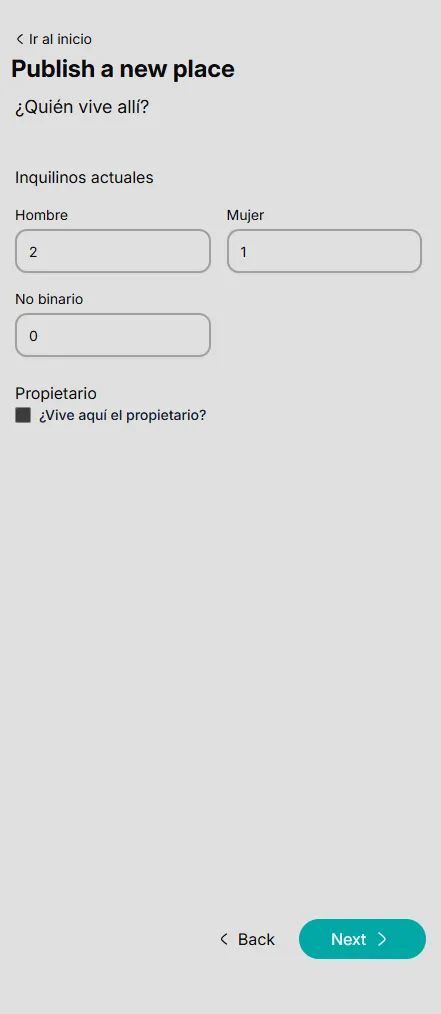 Ir al inicio
Publish a new place
¿Quién vive allí?
Inquilinos actuales
Hombre Mujer
2 1
No binario
0
Propietario
¿Vive aquí el propietario?
Back Next